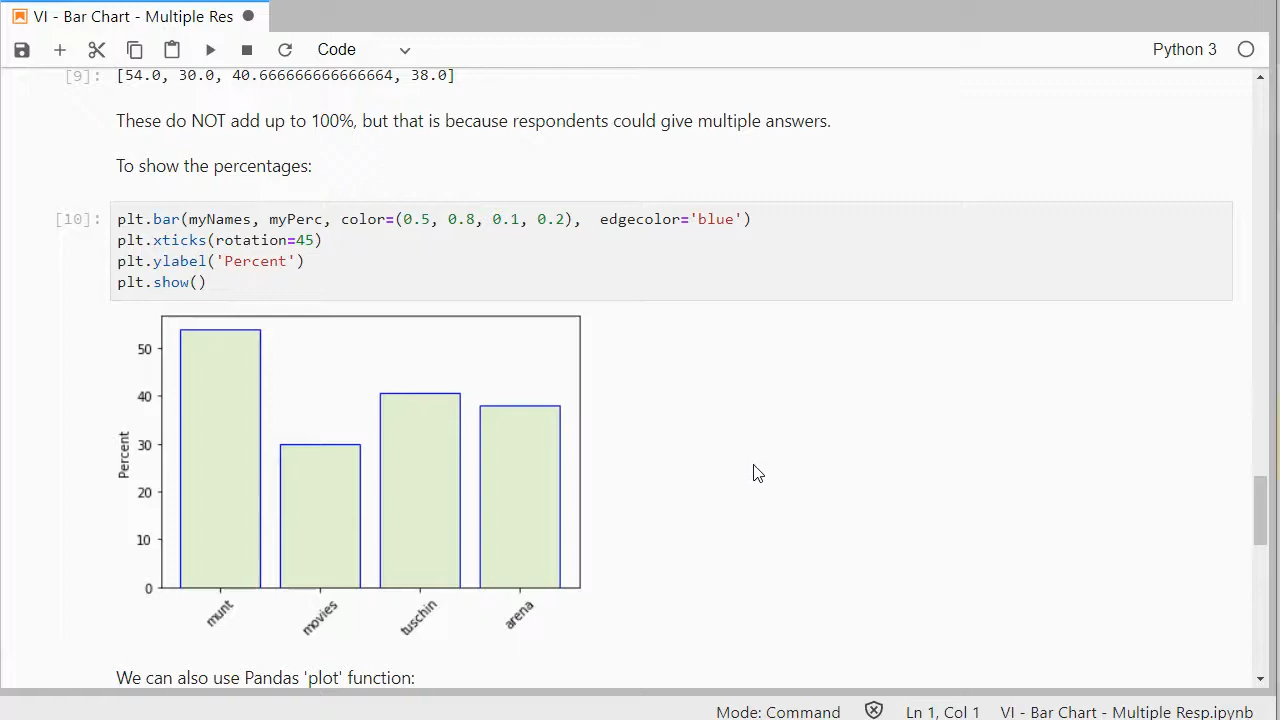 VI - Bar Chart - Multiple Res
Code
Python 3
[9]: [54.0, 30.0, 40.666666666666664, 38.0]
These do NOT add up to 100%, but that is because respondents could give multiple answers.
To show the percentages:
[10]: plt.bar(myNames, myPerc, color=(0.5, 0.8, 0.1, 0.2),  edgecolor='blue')
plt.xticks(rotation=45)
plt.ylabel('Percent')
plt.show()
50
40
30
20
10
0
Percent
munt
movies
tuschin
arena
We can also use Pandas 'plot' function:
Mode: Command Ln 1, Col 1 VI - Bar Chart - Multiple Resp.ipynb